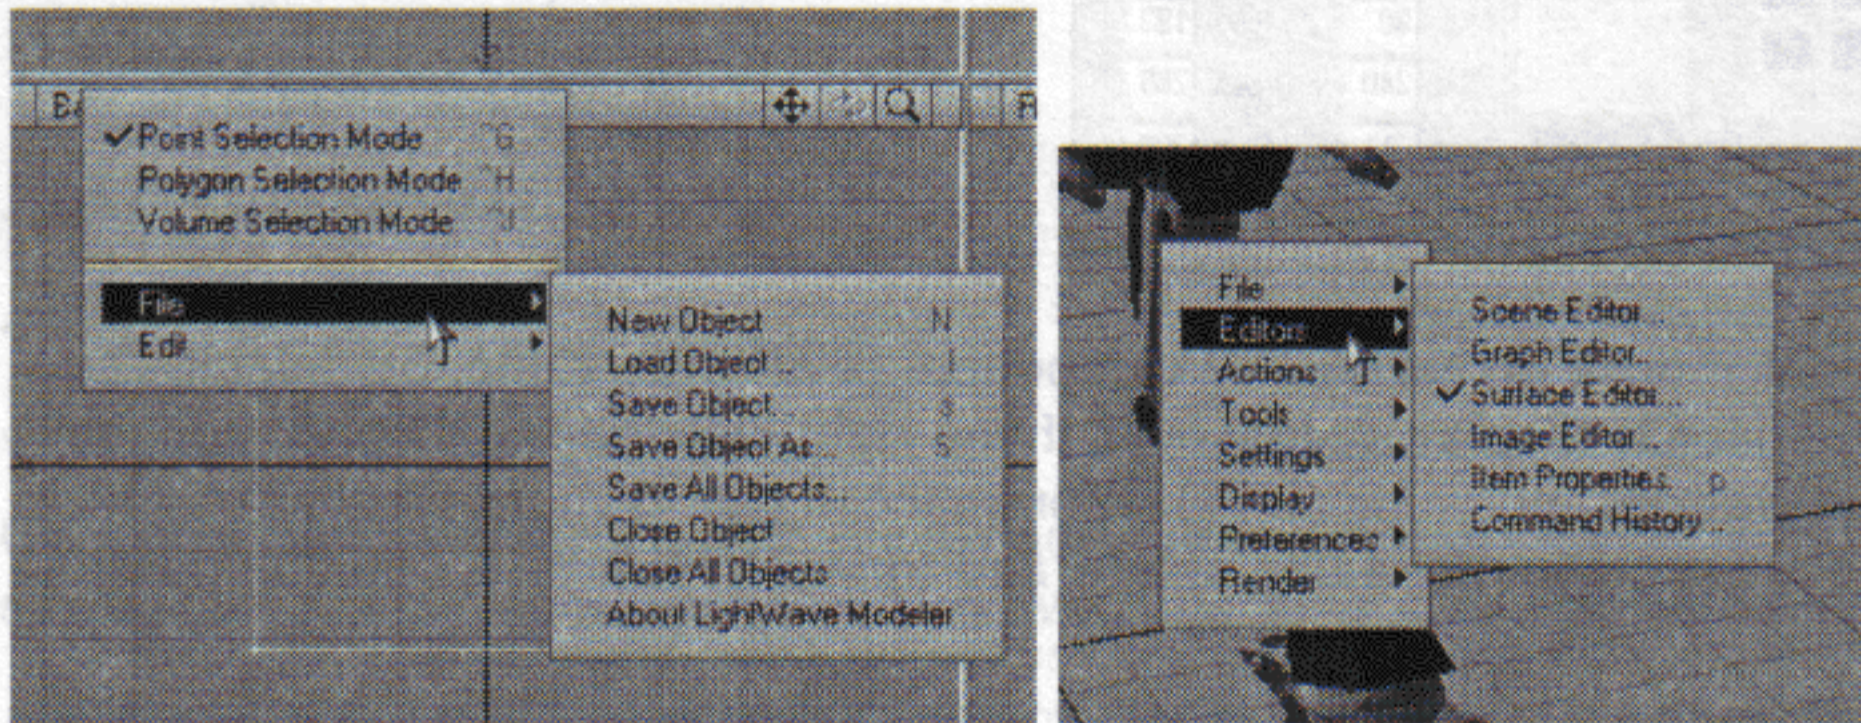 Point Selection Mode ^G
Polygon Selection Mode ^H
Volume Selection Mode ^J
File
Edit
New Object N
Load Object... l
Save Object... s
Save Object As... S
Save All Objects...
Close Object
Close All Objects
About LightWave Modeler
File
Editors
Actions
Tools
Settings
Display
Preferences
Render
Scene Editor...
Graph Editor...
Surface Editor...
Image Editor...
Item Properties... p
Command History...